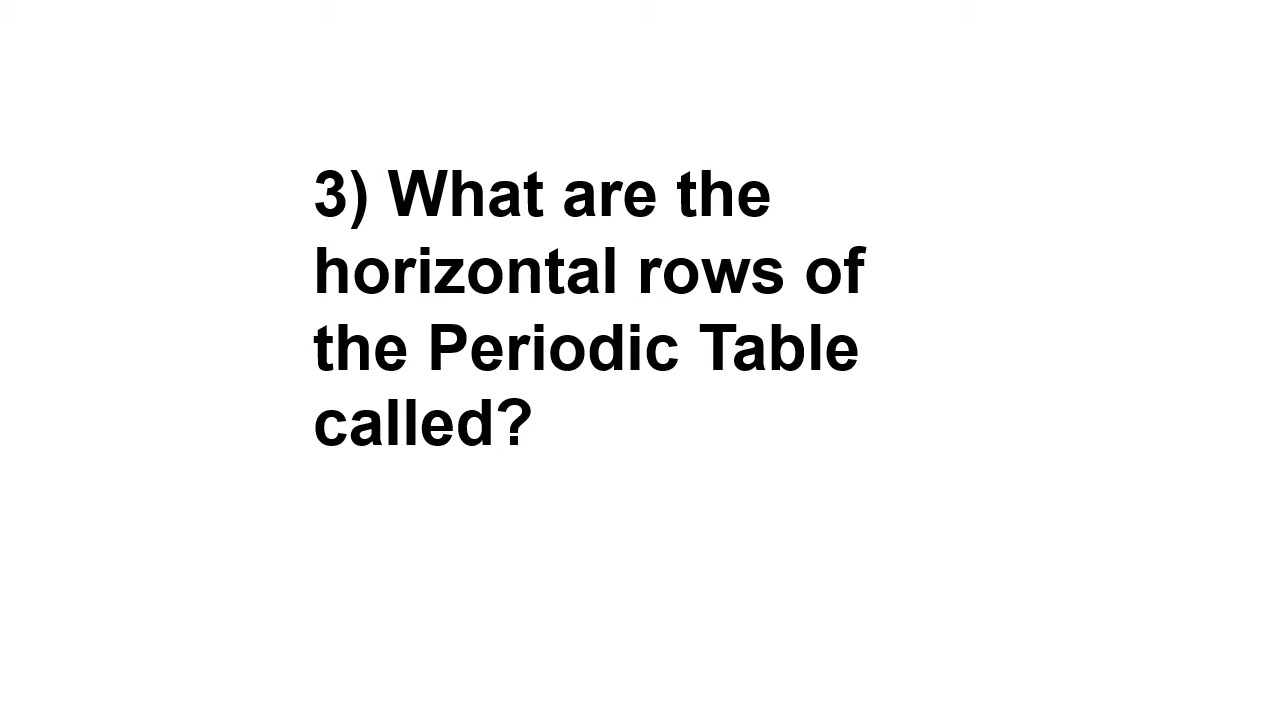 3) What are the
horizontal rows of
the Periodic Table
called?